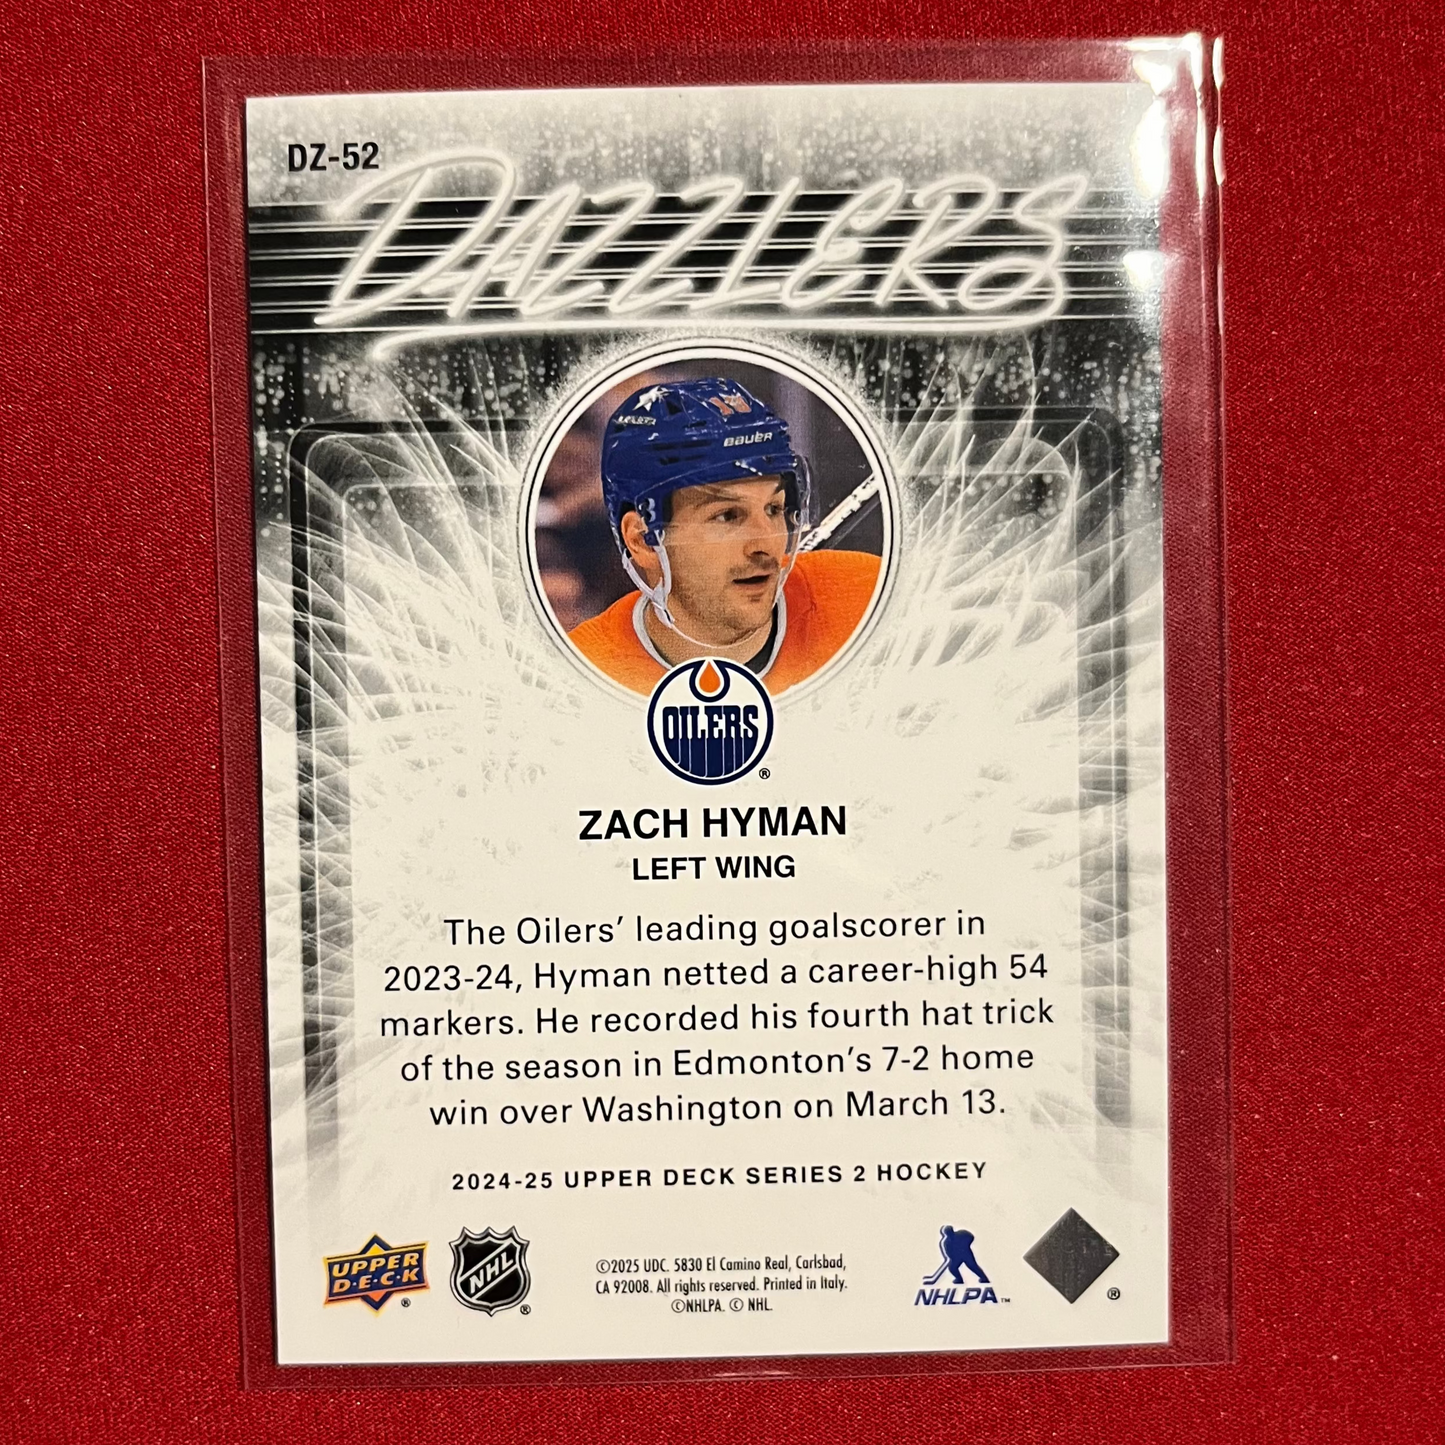 DZ-52
DAZZLERS
BAUER
OILERS
®
ZACH HYMAN
LEFT WING
The Oilers' leading goalscorer in
2023-24, Hyman netted a career-high 54
markers. He recorded his fourth hat trick
of the season in Edmonton's 7-2 home
win over Washington on March 13.
2024-25 UPPER DECK SERIES 2 HOCKEY
UPPER
D·E·C·K
®
NHL
®
©2025 UDC. 5830 El Camino Real, Carlsbad,
CA 92008. All rights reserved. Printed in Italy.
©NHLPA. © NHL.
NHLPA™
®